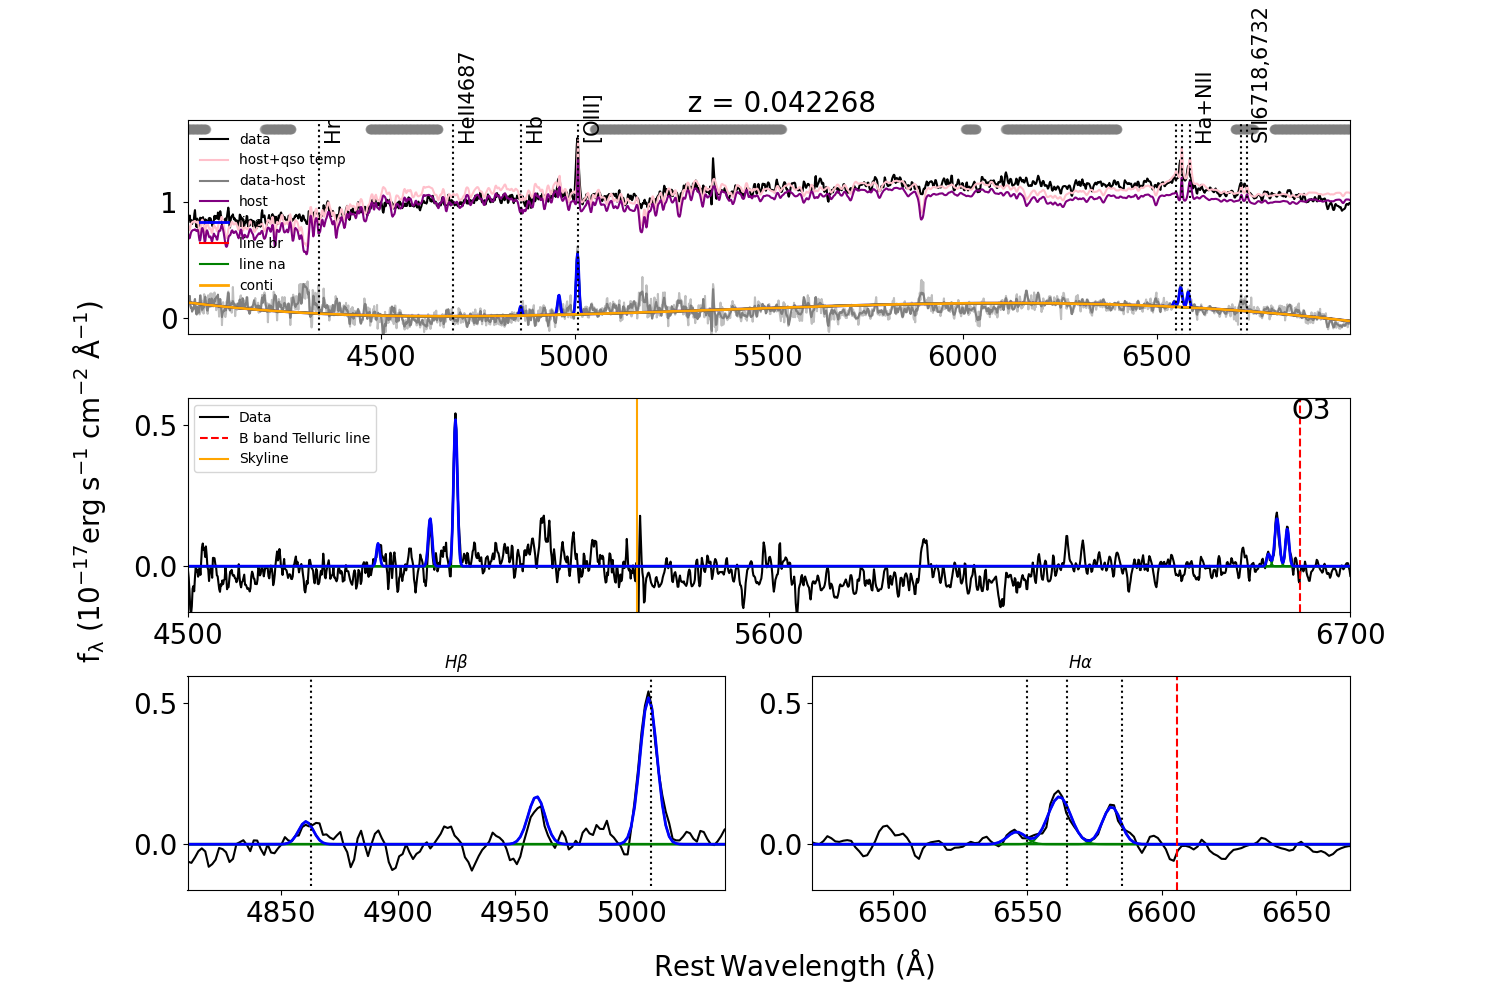 z = 0.042268
Hr
HeII4687
Hb
[OIII]
Ha+NII
SII6718,6732
data
host+qso temp
data-host
host
line br
line na
conti
1
0
4500
5000
5500
6000
6500
fλ (10⁻¹⁷erg s⁻¹ cm⁻² Å⁻¹)
Data
B band Telluric line
Skyline
O3
0.5
0.0
4500
5600
6700
Hβ
0.5
0.0
4850
4900
4950
5000
Hα
0.5
0.0
6500
6550
6600
6650
Rest Wavelength (Å)